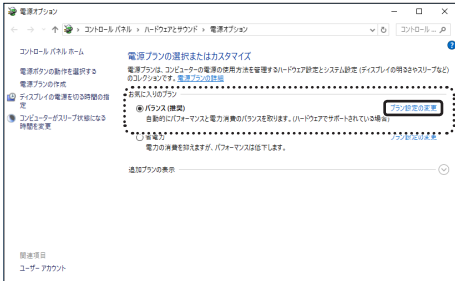 電源オプション
コントロール パネル > ハードウェアとサウンド > 電源オプション
コントロール ...
コントロール パネル ホーム
電源ボタンの動作を選択する
電源プランの作成
ディスプレイの電源を切る時間の指定
コンピューターがスリープ状態になる時間を変更
関連項目
ユーザー アカウント
電源プランの選択またはカスタマイズ
電源プランは、コンピューターの電源の使用方法を管理するハードウェア設定とシステム設定 (ディスプレイの明るさやスリープなど)
のコレクションです。電源プランの詳細
お気に入りのプラン
バランス (推奨)
プラン設定の変更
自動的にパフォーマンスと電力消費のバランスを取ります。(ハードウェアでサポートされている場合)
省電力
プラン設定の変更
電力の消費を抑えますが、パフォーマンスは低下します。
追加プランの表示